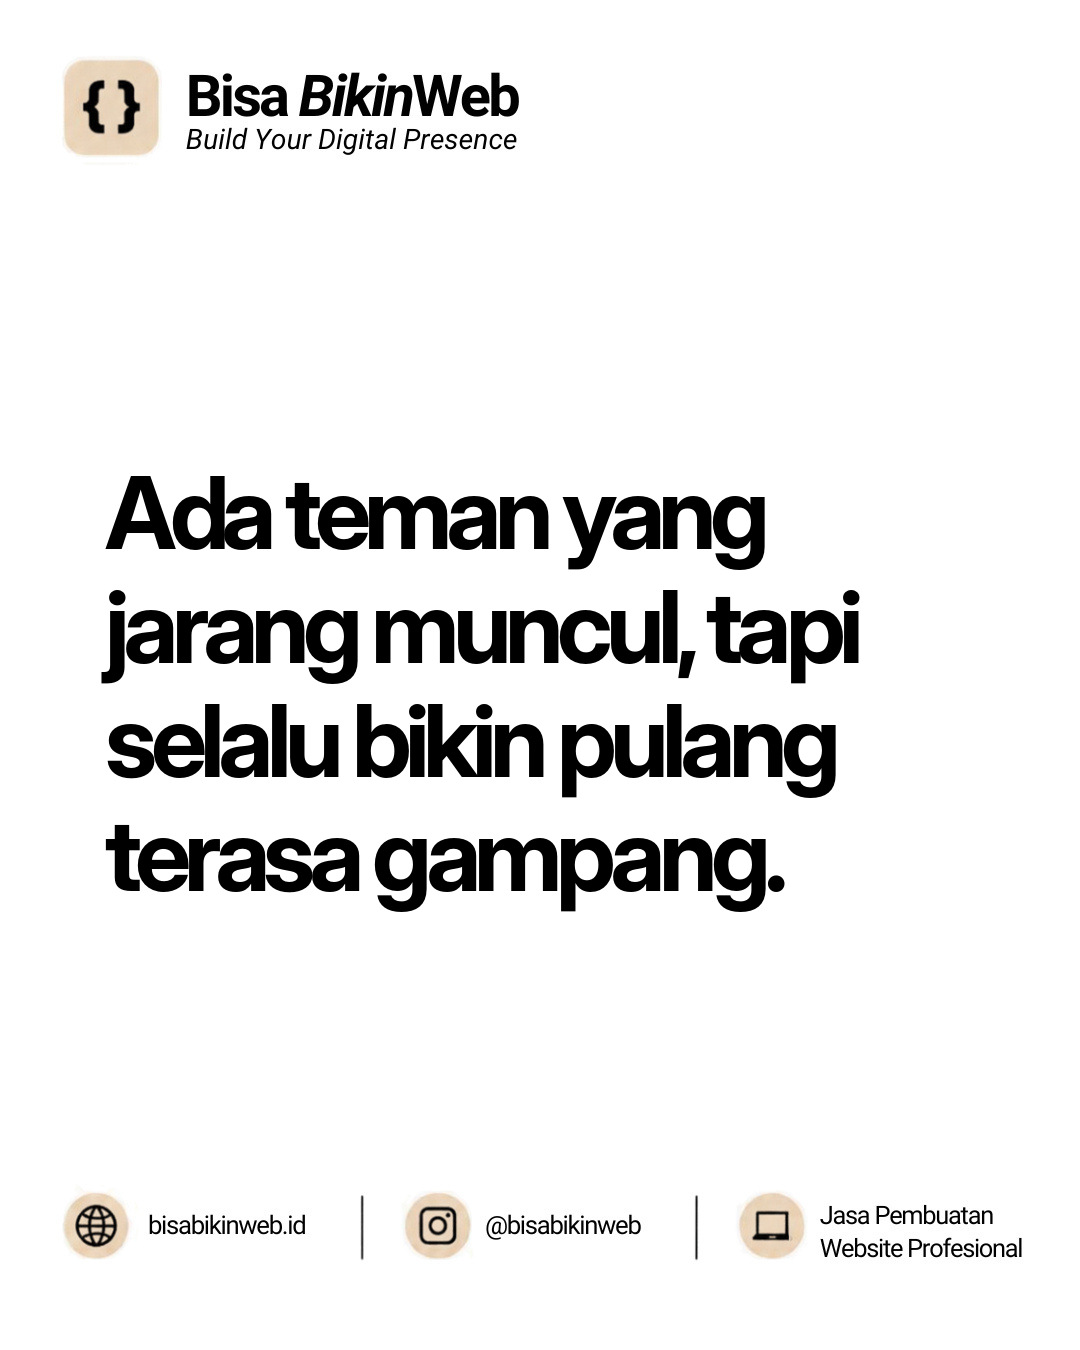 { }
Bisa BikinWeb
Build Your Digital Presence
Ada teman yang
jarang muncul, tapi
selalu bikin pulang
terasa gampang.
bisabikinweb.id
@bisabikinweb
Jasa Pembuatan
Website Profesional